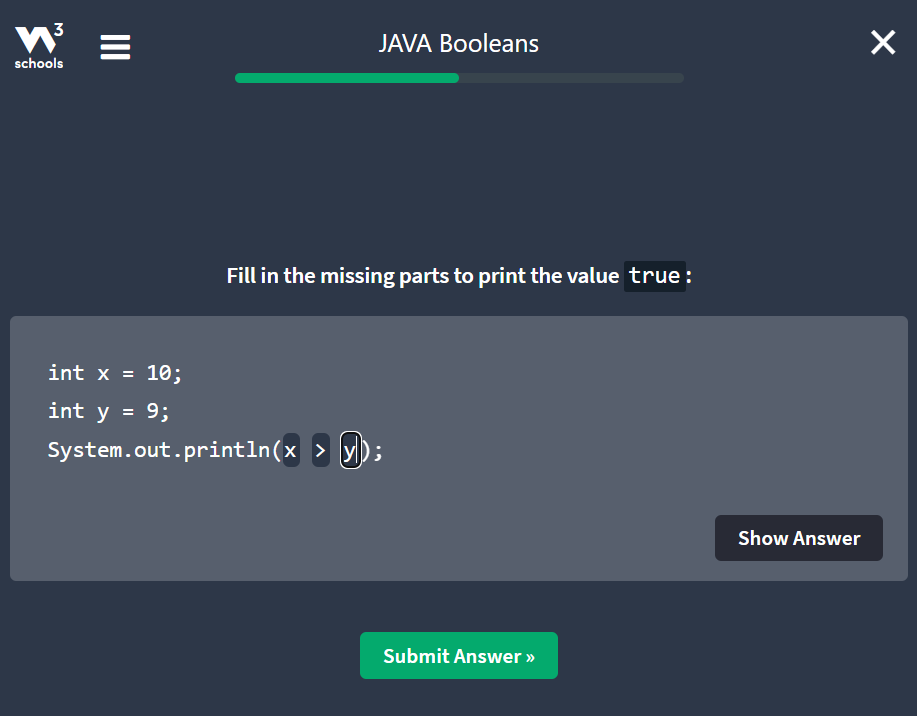 3
schools
JAVA Booleans
Fill in the missing parts to print the value true:
int x = 10;
int y = 9;
System.out.println(x > y);
Show Answer
Submit Answer »